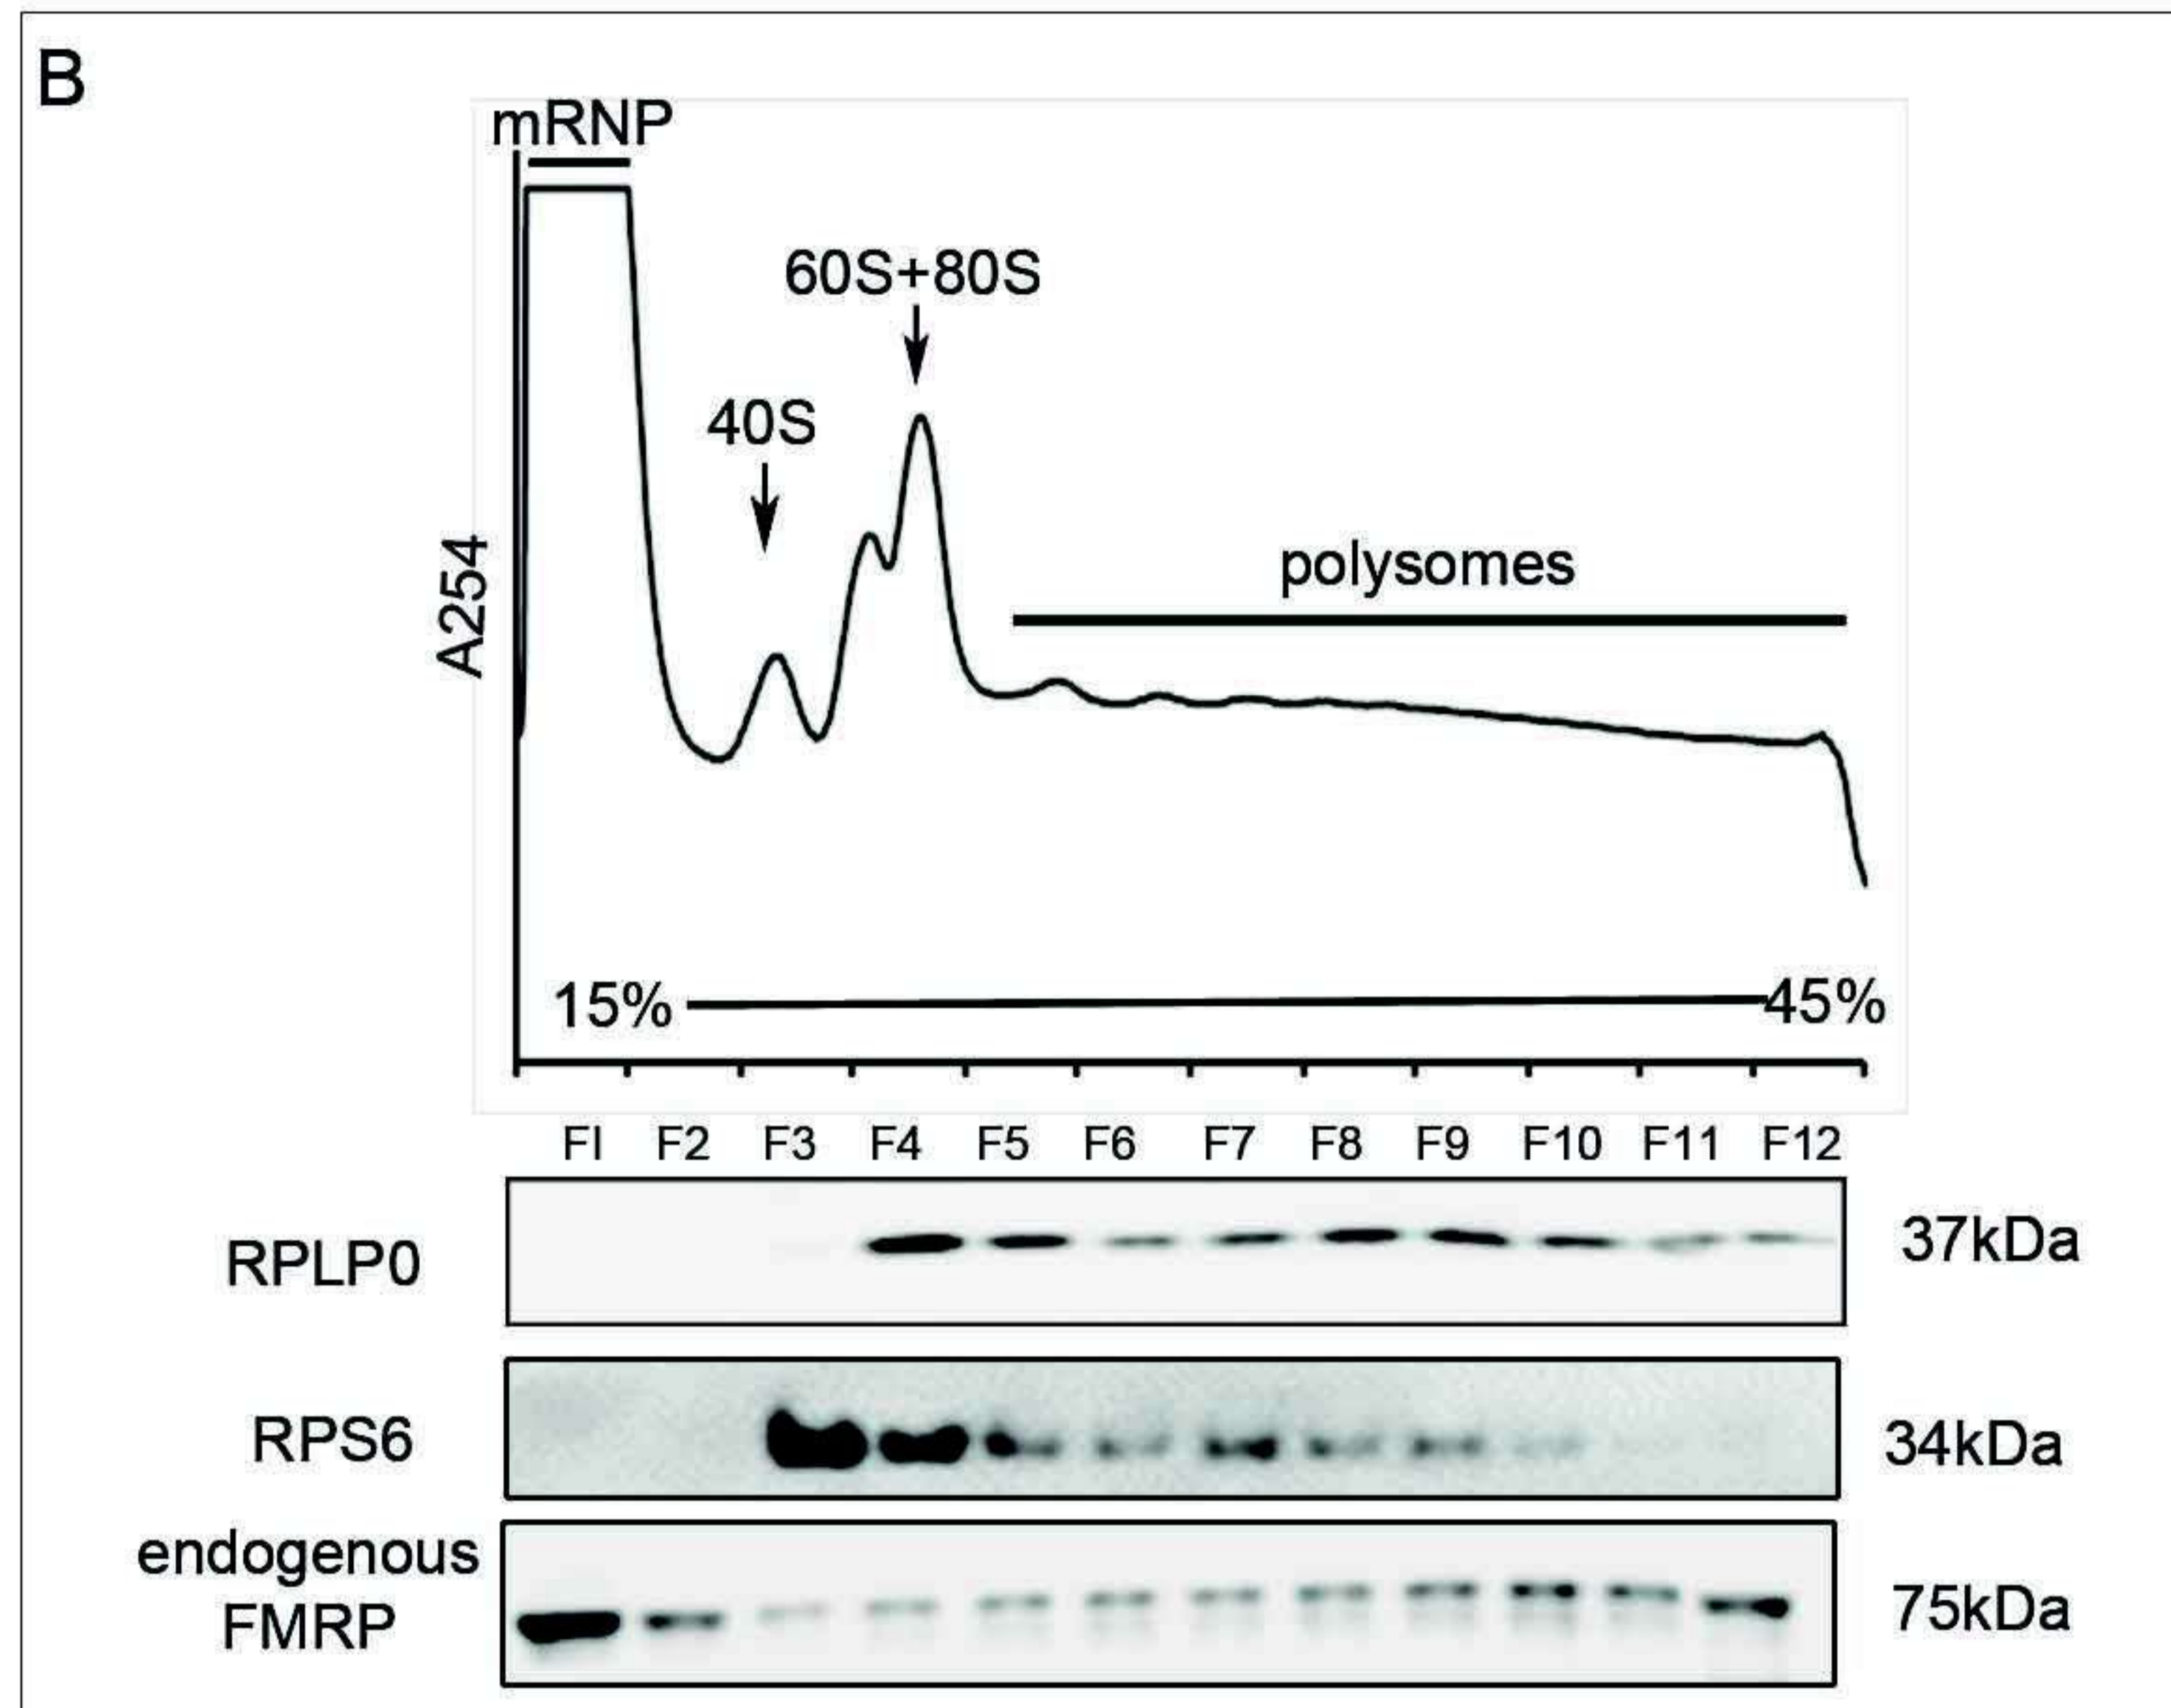 B
mRNP
60S+80S
40S
A254
polysomes
15%
45%
FI F2 F3 F4 F5 F6 F7 F8 F9 F10 F11 F12
RPLP0
37kDa
RPS6
34kDa
endogenous
FMRP
75kDa